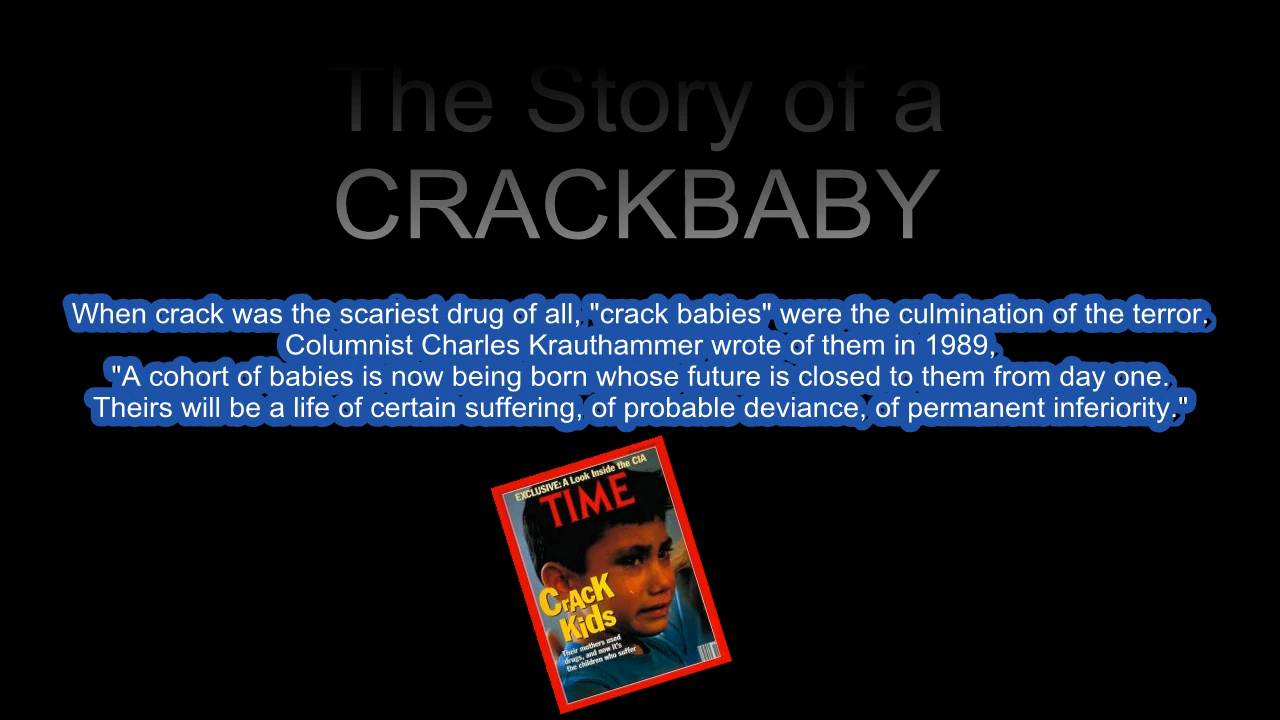 The Story of a
CRACKBABY
When crack was the scariest drug of all, "crack babies" were the culmination of the terror.
Columnist Charles Krauthammer wrote of them in 1989,
"A cohort of babies is now being born whose future is closed to them from day one.
Theirs will be a life of certain suffering, of probable deviance, of permanent inferiority."
EXCLUSIVE: A Look Inside the CIA
TIME
CrAcK
Kids
Their mothers used
drugs, and now it's
the children who suffer